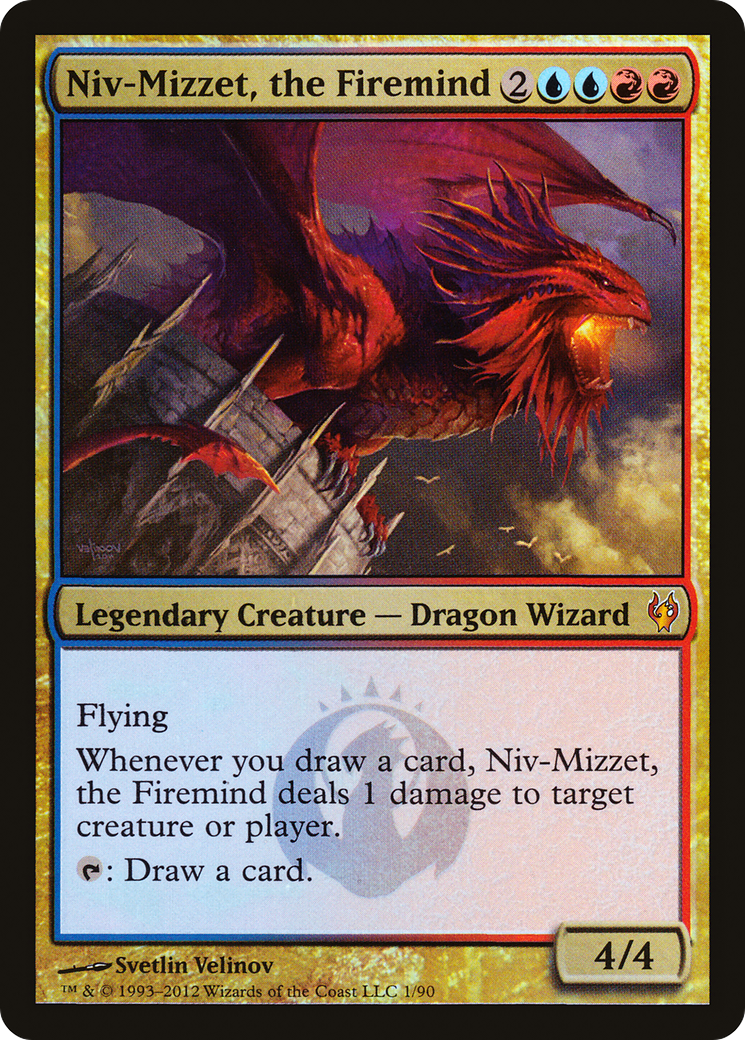 Niv-Mizzet, the Firemind 2
Legendary Creature — Dragon Wizard
Flying
Whenever you draw a card, Niv-Mizzet,
the Firemind deals 1 damage to target
creature or player.
: Draw a card.
4/4
Svetlin Velinov
™ & © 1993–2012 Wizards of the Coast LLC 1/90